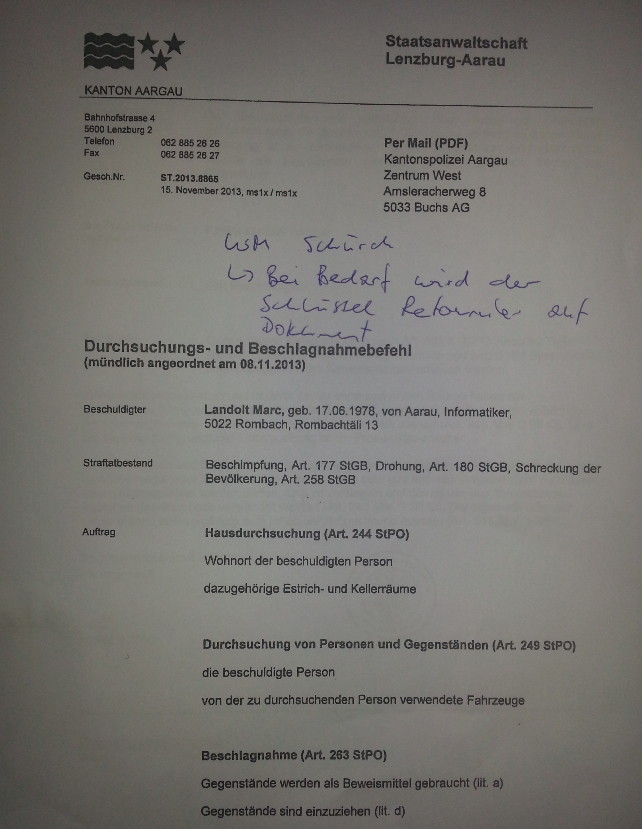 Staatsanwaltschaft
Lenzburg-Aarau
KANTON AARGAU
Bahnhofstrasse 4
5600 Lenzburg 2
Telefon 062 885 26 26
Fax 062 885 26 27
Gesch.Nr. ST.2013.8865
15. November 2013, ms1x / ms1x
Per Mail (PDF)
Kantonspolizei Aargau
Zentrum West
Amsleracherweg 8
5033 Buchs AG
Schürch
↳ Bei Bedarf wird der
Schlüssel auf
Dokument
Durchsuchungs- und Beschlagnahmebefehl
(mündlich angeordnet am 08.11.2013)
Beschuldigter Landolt Marc, geb. 17.06.1978, von Aarau, Informatiker,
5022 Rombach, Rombachtäli 13
Straftatbestand Beschimpfung, Art. 177 StGB, Drohung, Art. 180 StGB, Schreckung der
Bevölkerung, Art. 258 StGB
Auftrag Hausdurchsuchung (Art. 244 StPO)
Wohnort der beschuldigten Person
dazugehörige Estrich- und Kellerräume
Durchsuchung von Personen und Gegenständen (Art. 249 StPO)
die beschuldigte Person
von der zu durchsuchenden Person verwendete Fahrzeuge
Beschlagnahme (Art. 263 StPO)
Gegenstände werden als Beweismittel gebraucht (lit. a)
Gegenstände sind einzuziehen (lit. d)